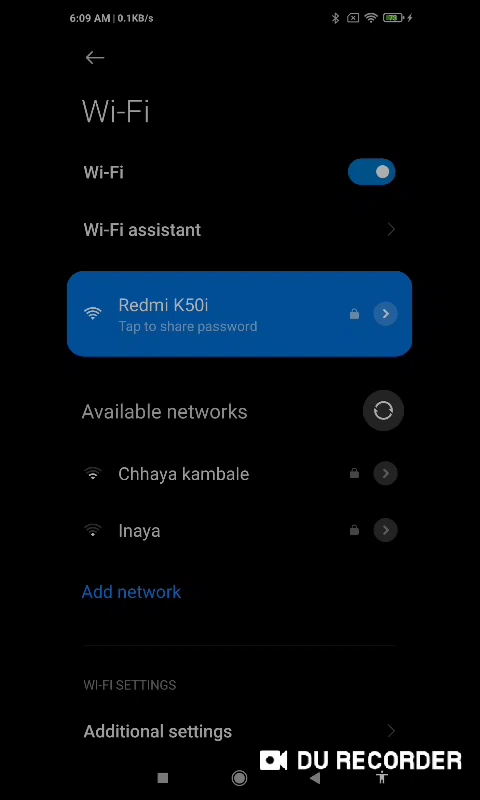 6:09 AM | 0.1KB/s
73
Wi-Fi
Wi-Fi
Wi-Fi assistant
Redmi K50i
Tap to share password
Available networks
Chhaya kambale
Inaya
Add network
WI-FI SETTINGS
Additional settings
DU RECORDER